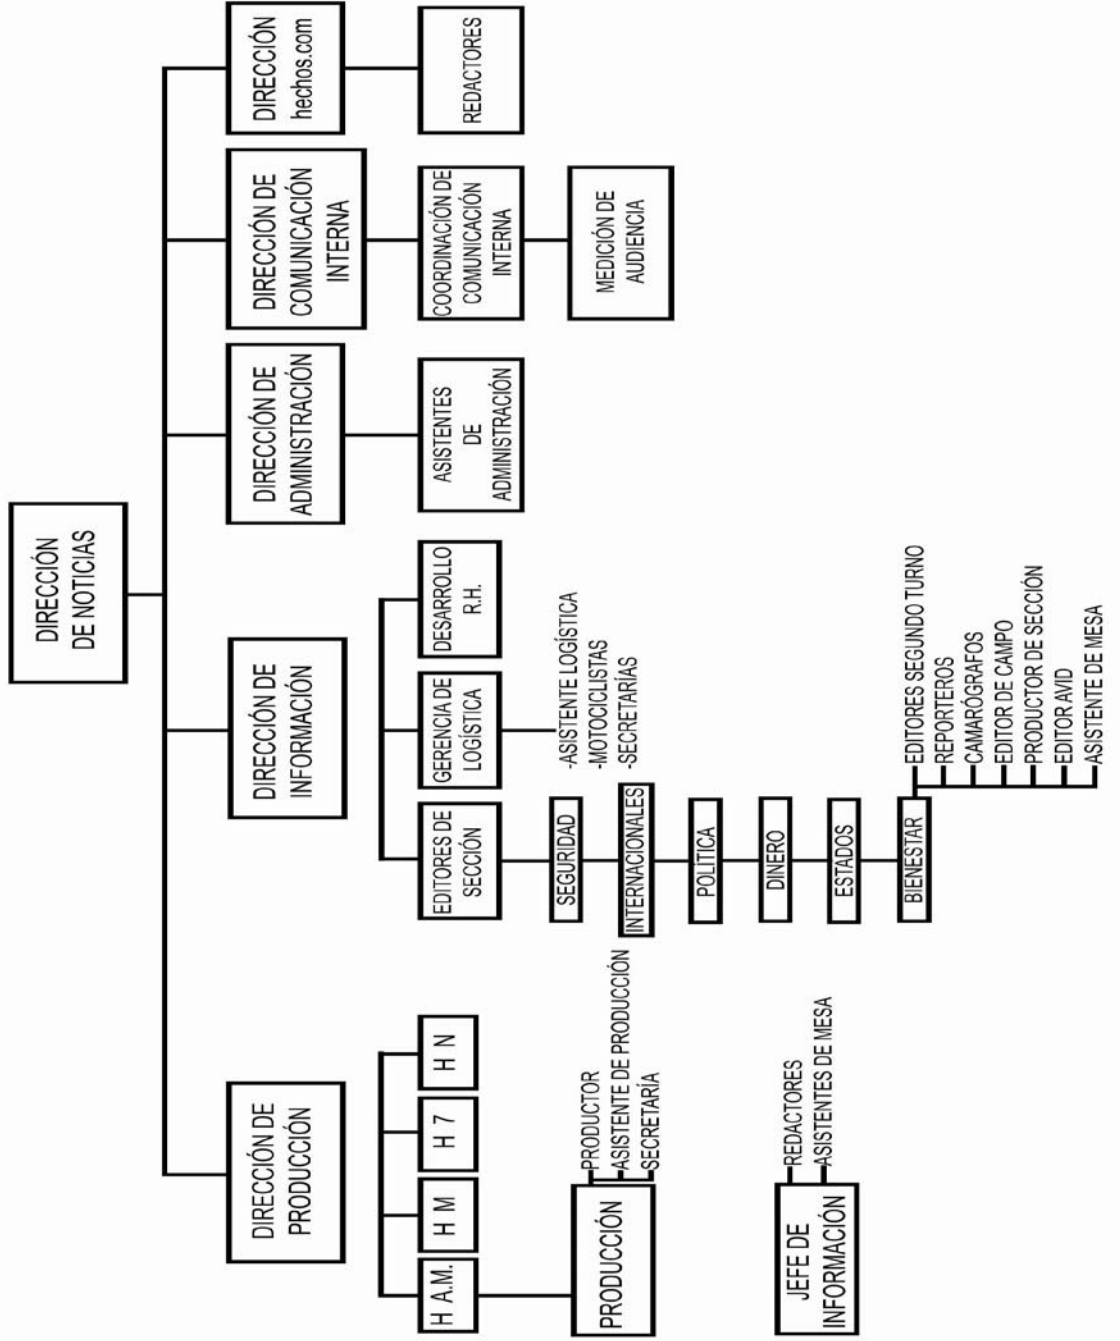 DIRECCIÓN
DE NOTICIAS
DIRECCIÓN DE
PRODUCCIÓN
DIRECCIÓN DE
INFORMACIÓN
DIRECCIÓN DE
ADMINISTRACIÓN
DIRECCIÓN DE
COMUNICACIÓN
INTERNA
DIRECCIÓN
hechos.com
H A.M.
H M
H 7
H N
EDITORES DE
SECCIÓN
GERENCIA DE
LOGÍSTICA
DESARROLLO
R.H.
ASISTENTES
DE
ADMINISTRACIÓN
COORDINACIÓN DE
COMUNICACIÓN
INTERNA
REDACTORES
PRODUCCIÓN
PRODUCTOR
ASISTENTE DE PRODUCCIÓN
SECRETARÍA
SEGURIDAD
INTERNACIONALES
POLÍTICA
DINERO
ESTADOS
BIENESTAR
-ASISTENTE LOGÍSTICA
-MOTOCICLISTAS
-SECRETARÍAS
MEDICIÓN DE
AUDIENCIA
JEFE DE
INFORMACIÓN
REDACTORES
ASISTENTES DE MESA
EDITORES SEGUNDO TURNO
REPORTEROS
CAMARÓGRAFOS
EDITOR DE CAMPO
PRODUCTOR DE SECCIÓN
EDITOR AVID
ASISTENTE DE MESA